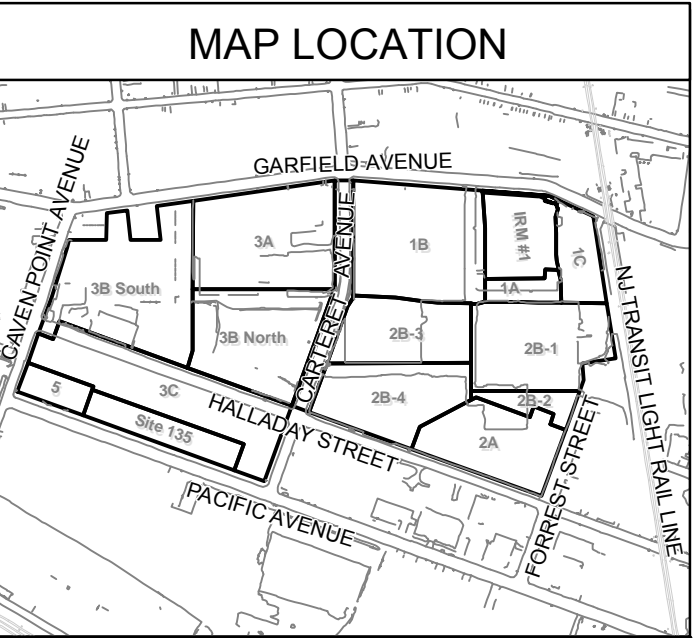 MAP LOCATION
GARFIELD AVENUE
CAVEN POINT AVENUE
CARTERET AVENUE
3A
1B
IRM #1
1C
1A
3B South
3B North
2B-3
2B-1
NJ TRANSIT LIGHT RAIL LINE
3C
2B-4
2B-2
5
Site 135
HALLADAY STREET
2A
FORREST STREET
PACIFIC AVENUE